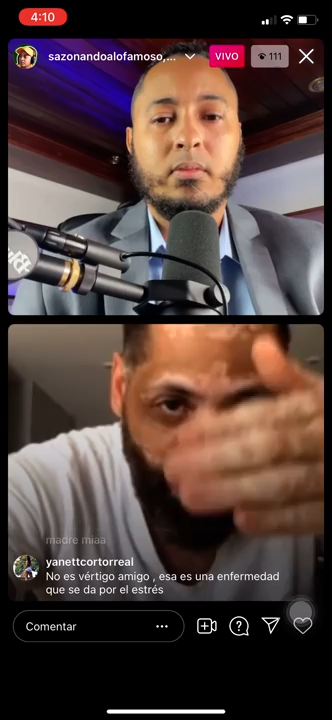 4:10
sazonandoalofamoso,...
VIVO
111
madre miaa
yanettcortorreal
No es vértigo amigo , esa es una enfermedad
que se da por el estrés
Comentar